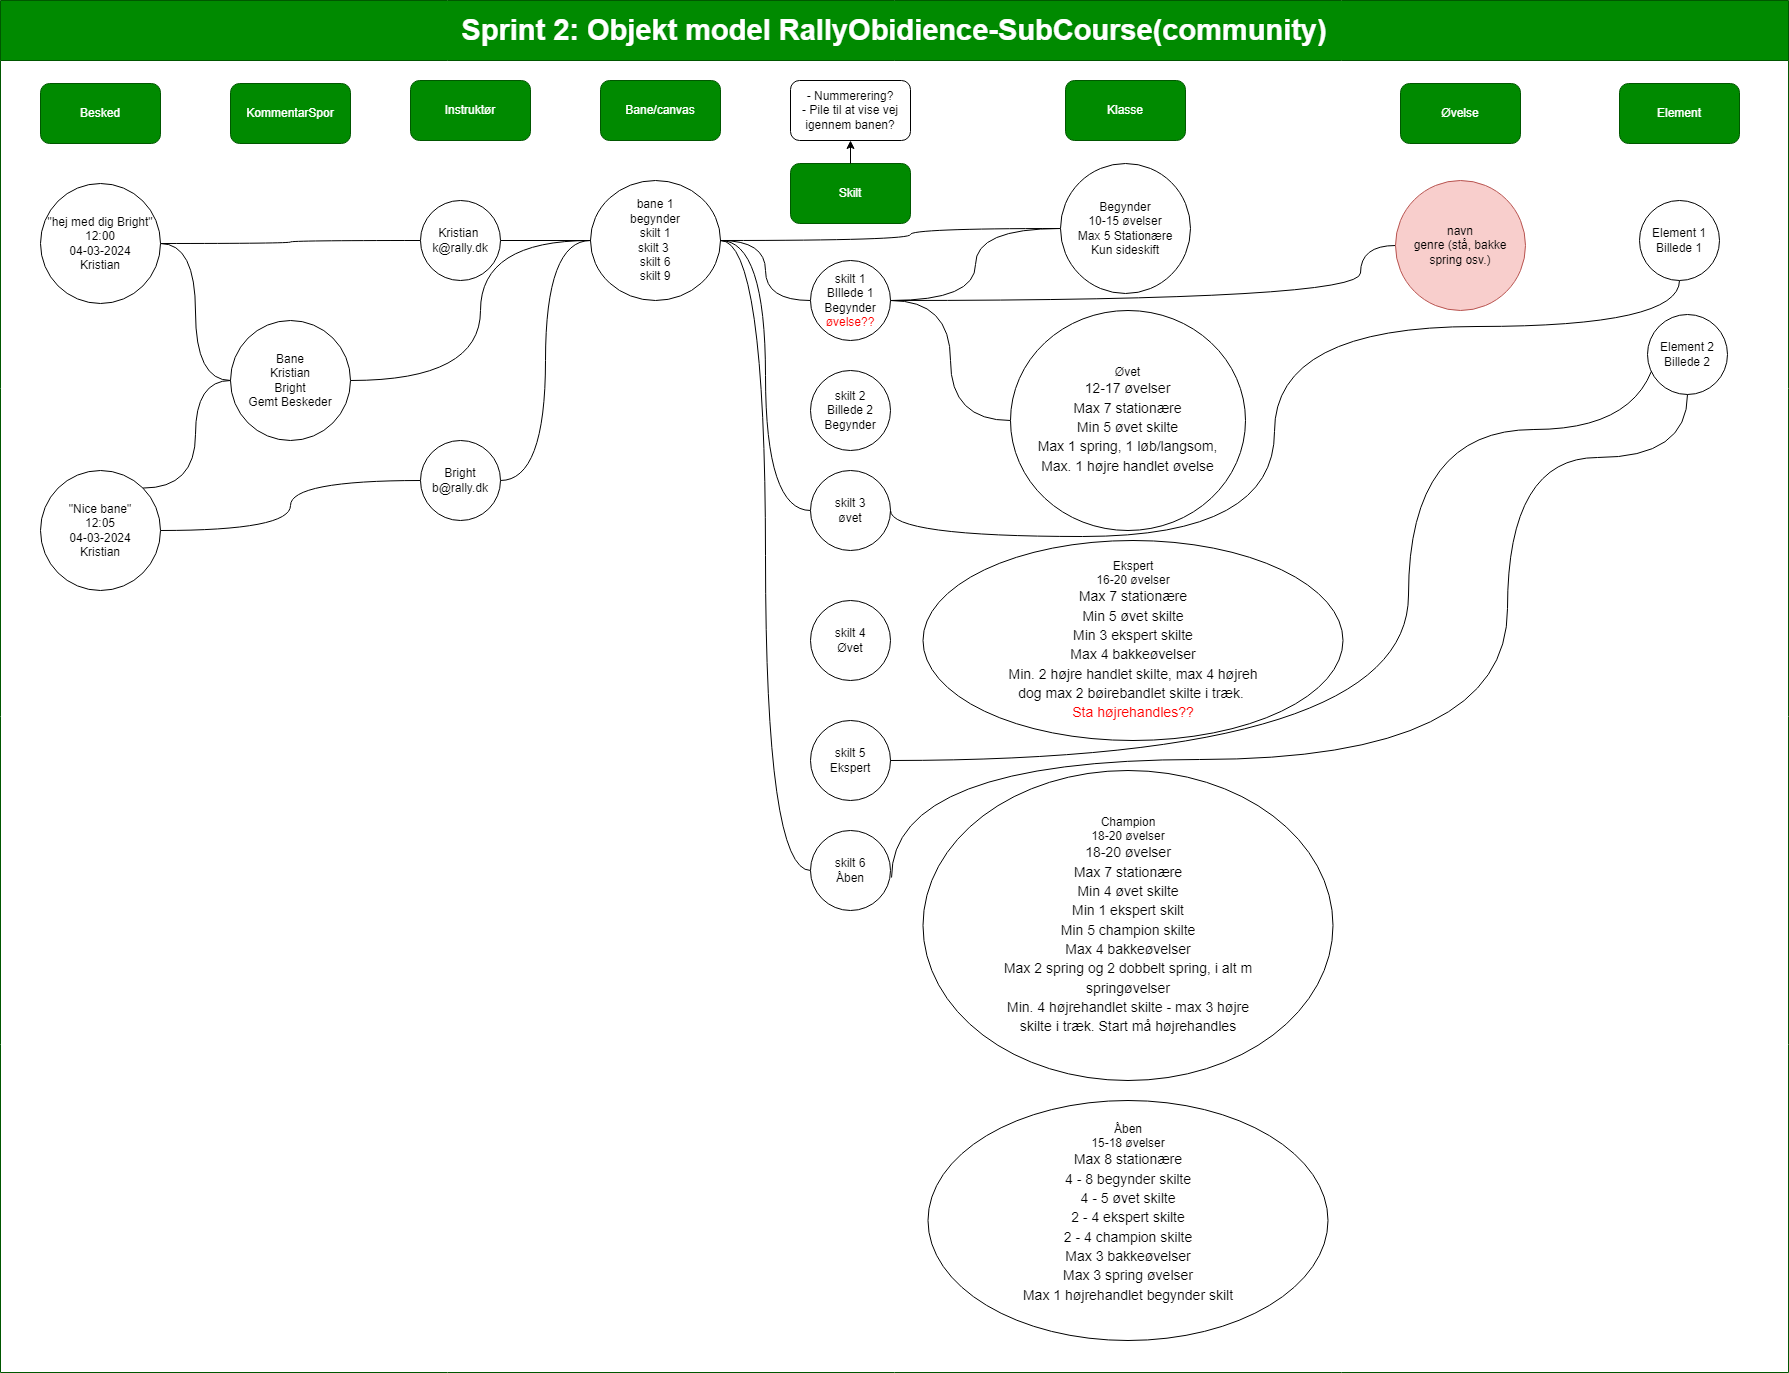 Sprint 2: Objekt model RallyObidience-SubCourse(community)
Besked
KommentarSpor
Instruktør
Bane/canvas
- Nummerering?
- Pile til at vise vej
igennem banen?
Skilt
Klasse
Øvelse
Element
"hej med dig Bright"
12:00
04-03-2024
Kristian
"Nice bane"
12:05
04-03-2024
Kristian
Bane
Kristian
Bright
Gemt Beskeder
Kristian
k@rally.dk
Bright
b@rally.dk
bane 1
begynder
skilt 1
skilt 3
skilt 6
skilt 9
skilt 1
BIllede 1
Begynder
øvelse??
skilt 2
Billede 2
Begynder
skilt 3
øvet
skilt 4
Øvet
skilt 5
Ekspert
skilt 6
Åben
Begynder
10-15 øvelser
Max 5 Stationære
Kun sideskift
Øvet
12-17 øvelser
Max 7 stationære
Min 5 øvet skilte
Max 1 spring, 1 løb/langsom,
Max. 1 højre handlet øvelse
Ekspert
16-20 øvelser
Max 7 stationære
Min 5 øvet skilte
Min 3 ekspert skilte
Max 4 bakkeøvelser
Min. 2 højre handlet skilte, max 4 højreh
dog max 2 bøirebandlet skilte i træk.
Sta højrehandles??
Champion
18-20 øvelser
18-20 øvelser
Max 7 stationære
Min 4 øvet skilte
Min 1 ekspert skilt
Min 5 champion skilte
Max 4 bakkeøvelser
Max 2 spring og 2 dobbelt spring, i alt m
springøvelser
Min. 4 højrehandlet skilte - max 3 højre
skilte i træk. Start må højrehandles
Åben
15-18 øvelser
Max 8 stationære
4 - 8 begynder skilte
4 - 5 øvet skilte
2 - 4 ekspert skilte
2 - 4 champion skilte
Max 3 bakkeøvelser
Max 3 spring øvelser
Max 1 højrehandlet begynder skilt
navn
genre (stå, bakke
spring osv.)
Element 1
Billede 1
Element 2
Billede 2